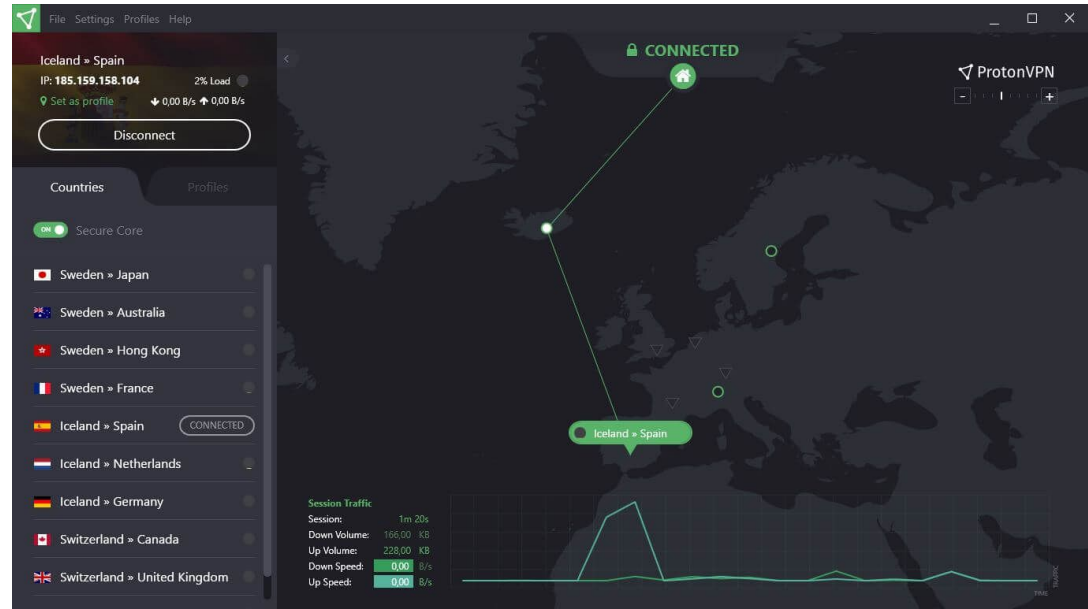 File Settings Profiles Help
Iceland » Spain
IP: 185.159.158.104 2% Load
Set as profile 0,00 B/s 0,00 B/s
Disconnect
Countries Profiles
ON Secure Core
Sweden » Japan
Sweden » Australia
Sweden » Hong Kong
Sweden » France
Iceland » Spain CONNECTED
Iceland » Netherlands
Iceland » Germany
Switzerland » Canada
Switzerland » United Kingdom
CONNECTED
ProtonVPN
- +
Iceland » Spain
Session Traffic
Session: 1m 20s
Down Volume: 166,00 KB
Up Volume: 228,00 KB
Down Speed: 0,00 B/s
Up Speed: 0,00 B/s
TRAFFIC
TIME